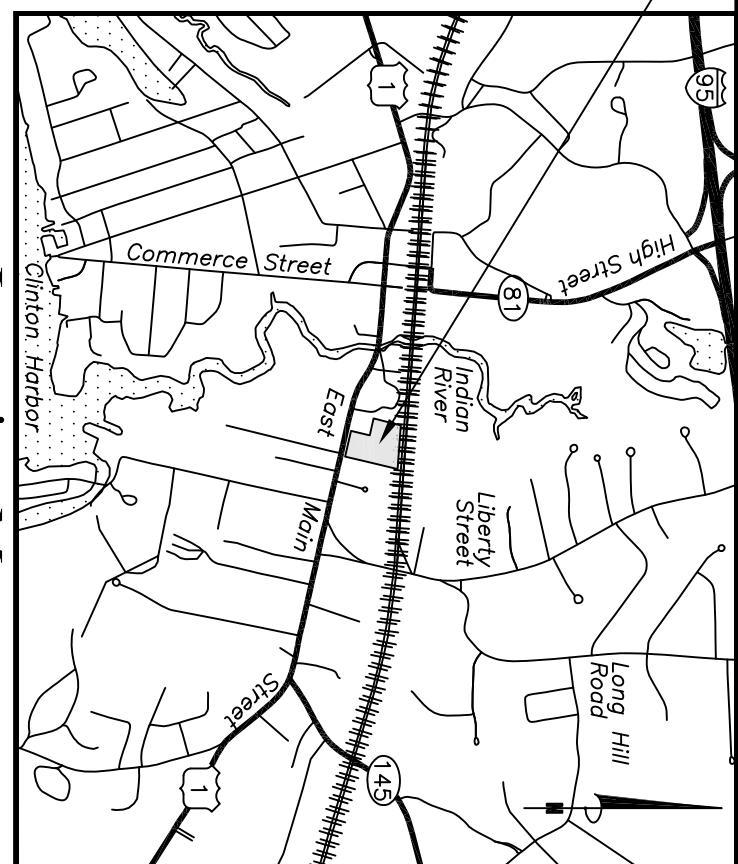 1
95
High Street
81
Commerce Street
Clinton Harbor
Indian
River
East
Main
Street
Liberty
Street
Long Hill
Road
145
1
N